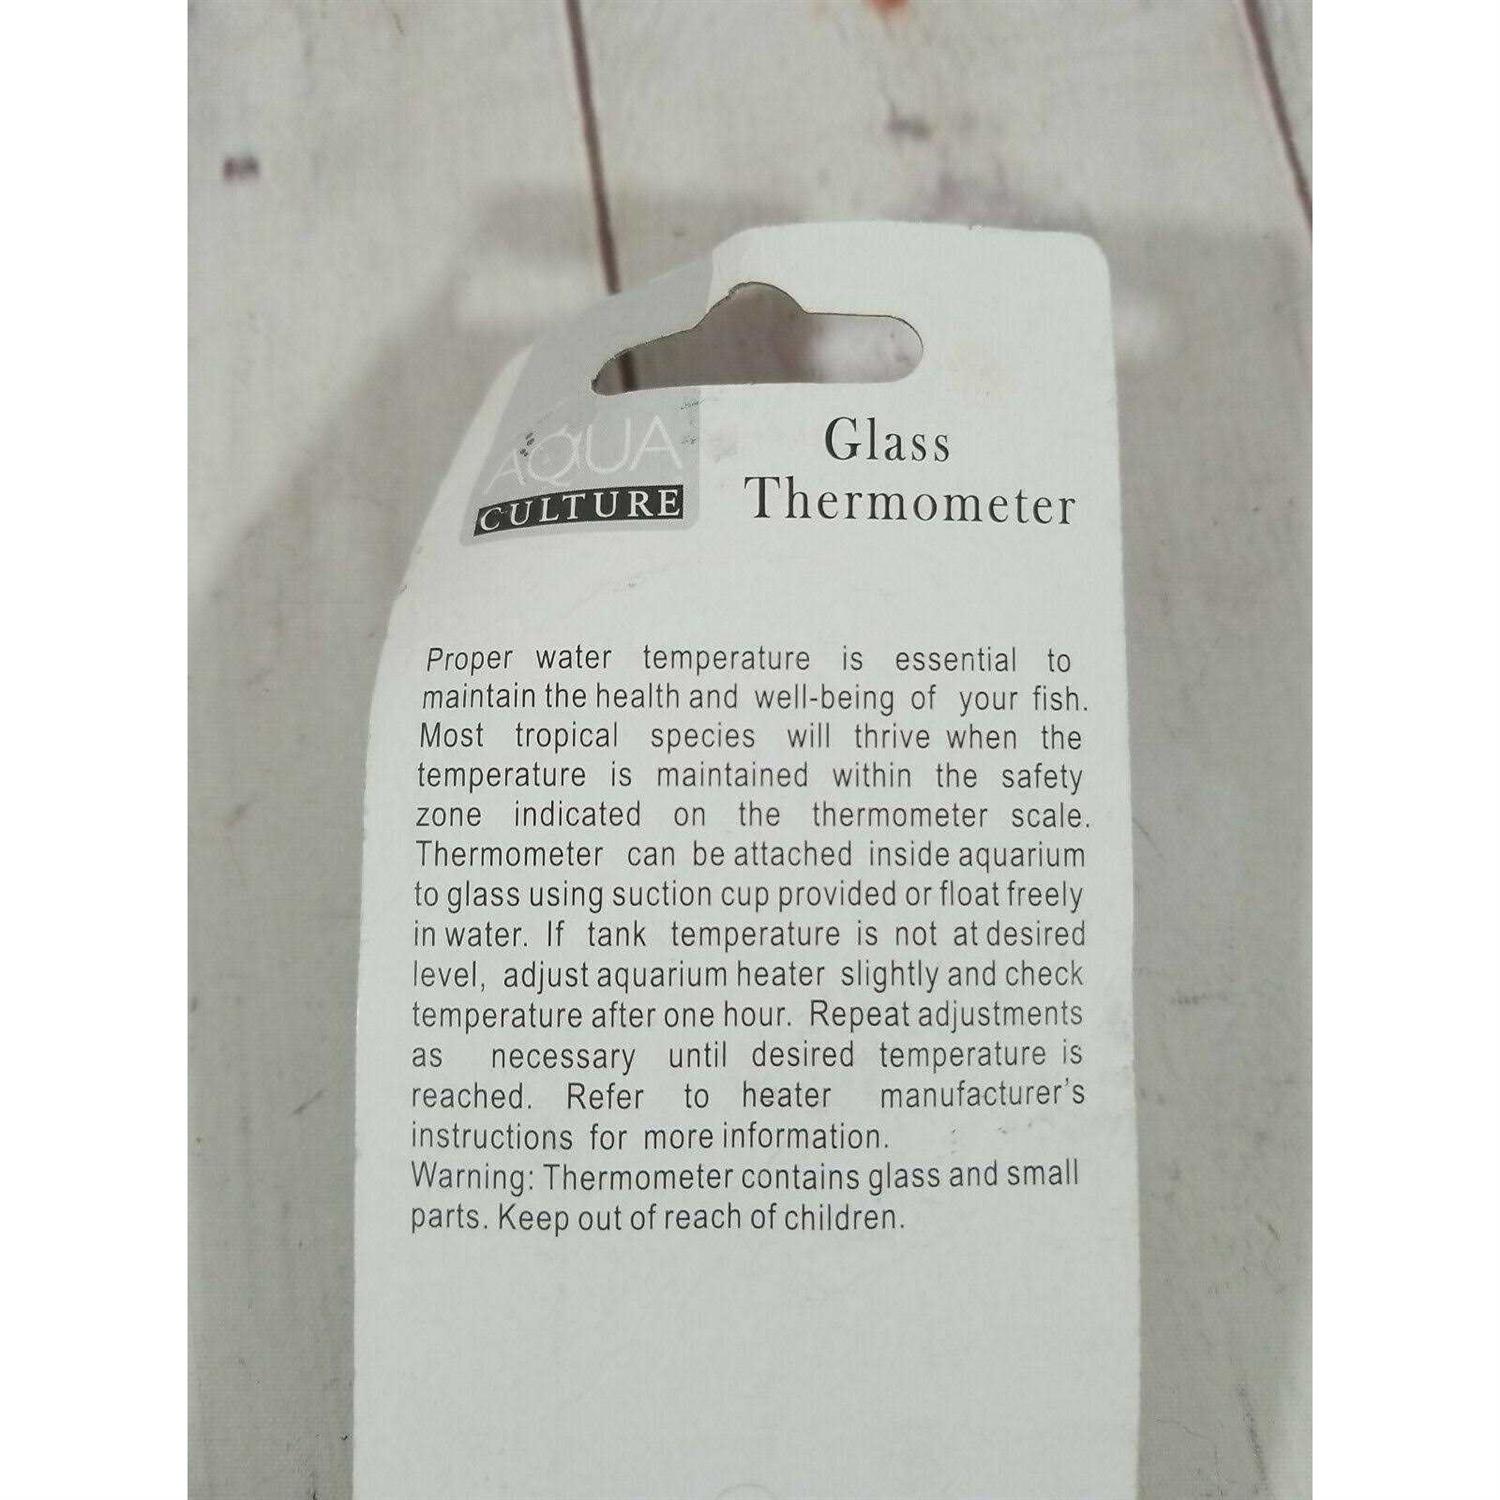 AQUA
CULTURE
Glass
Thermometer
Proper water temperature is essential to
maintain the health and well-being of your fish.
Most tropical species will thrive when the
temperature is maintained within the safety
zone indicated on the thermometer scale.
Thermometer can be attached inside aquarium
to glass using suction cup provided or float freely
in water. If tank temperature is not at desired
level, adjust aquarium heater slightly and check
temperature after one hour. Repeat adjustments
as necessary until desired temperature is
reached. Refer to heater manufacturer's
instructions for more information.
Warning: Thermometer contains glass and small
parts. Keep out of reach of children.